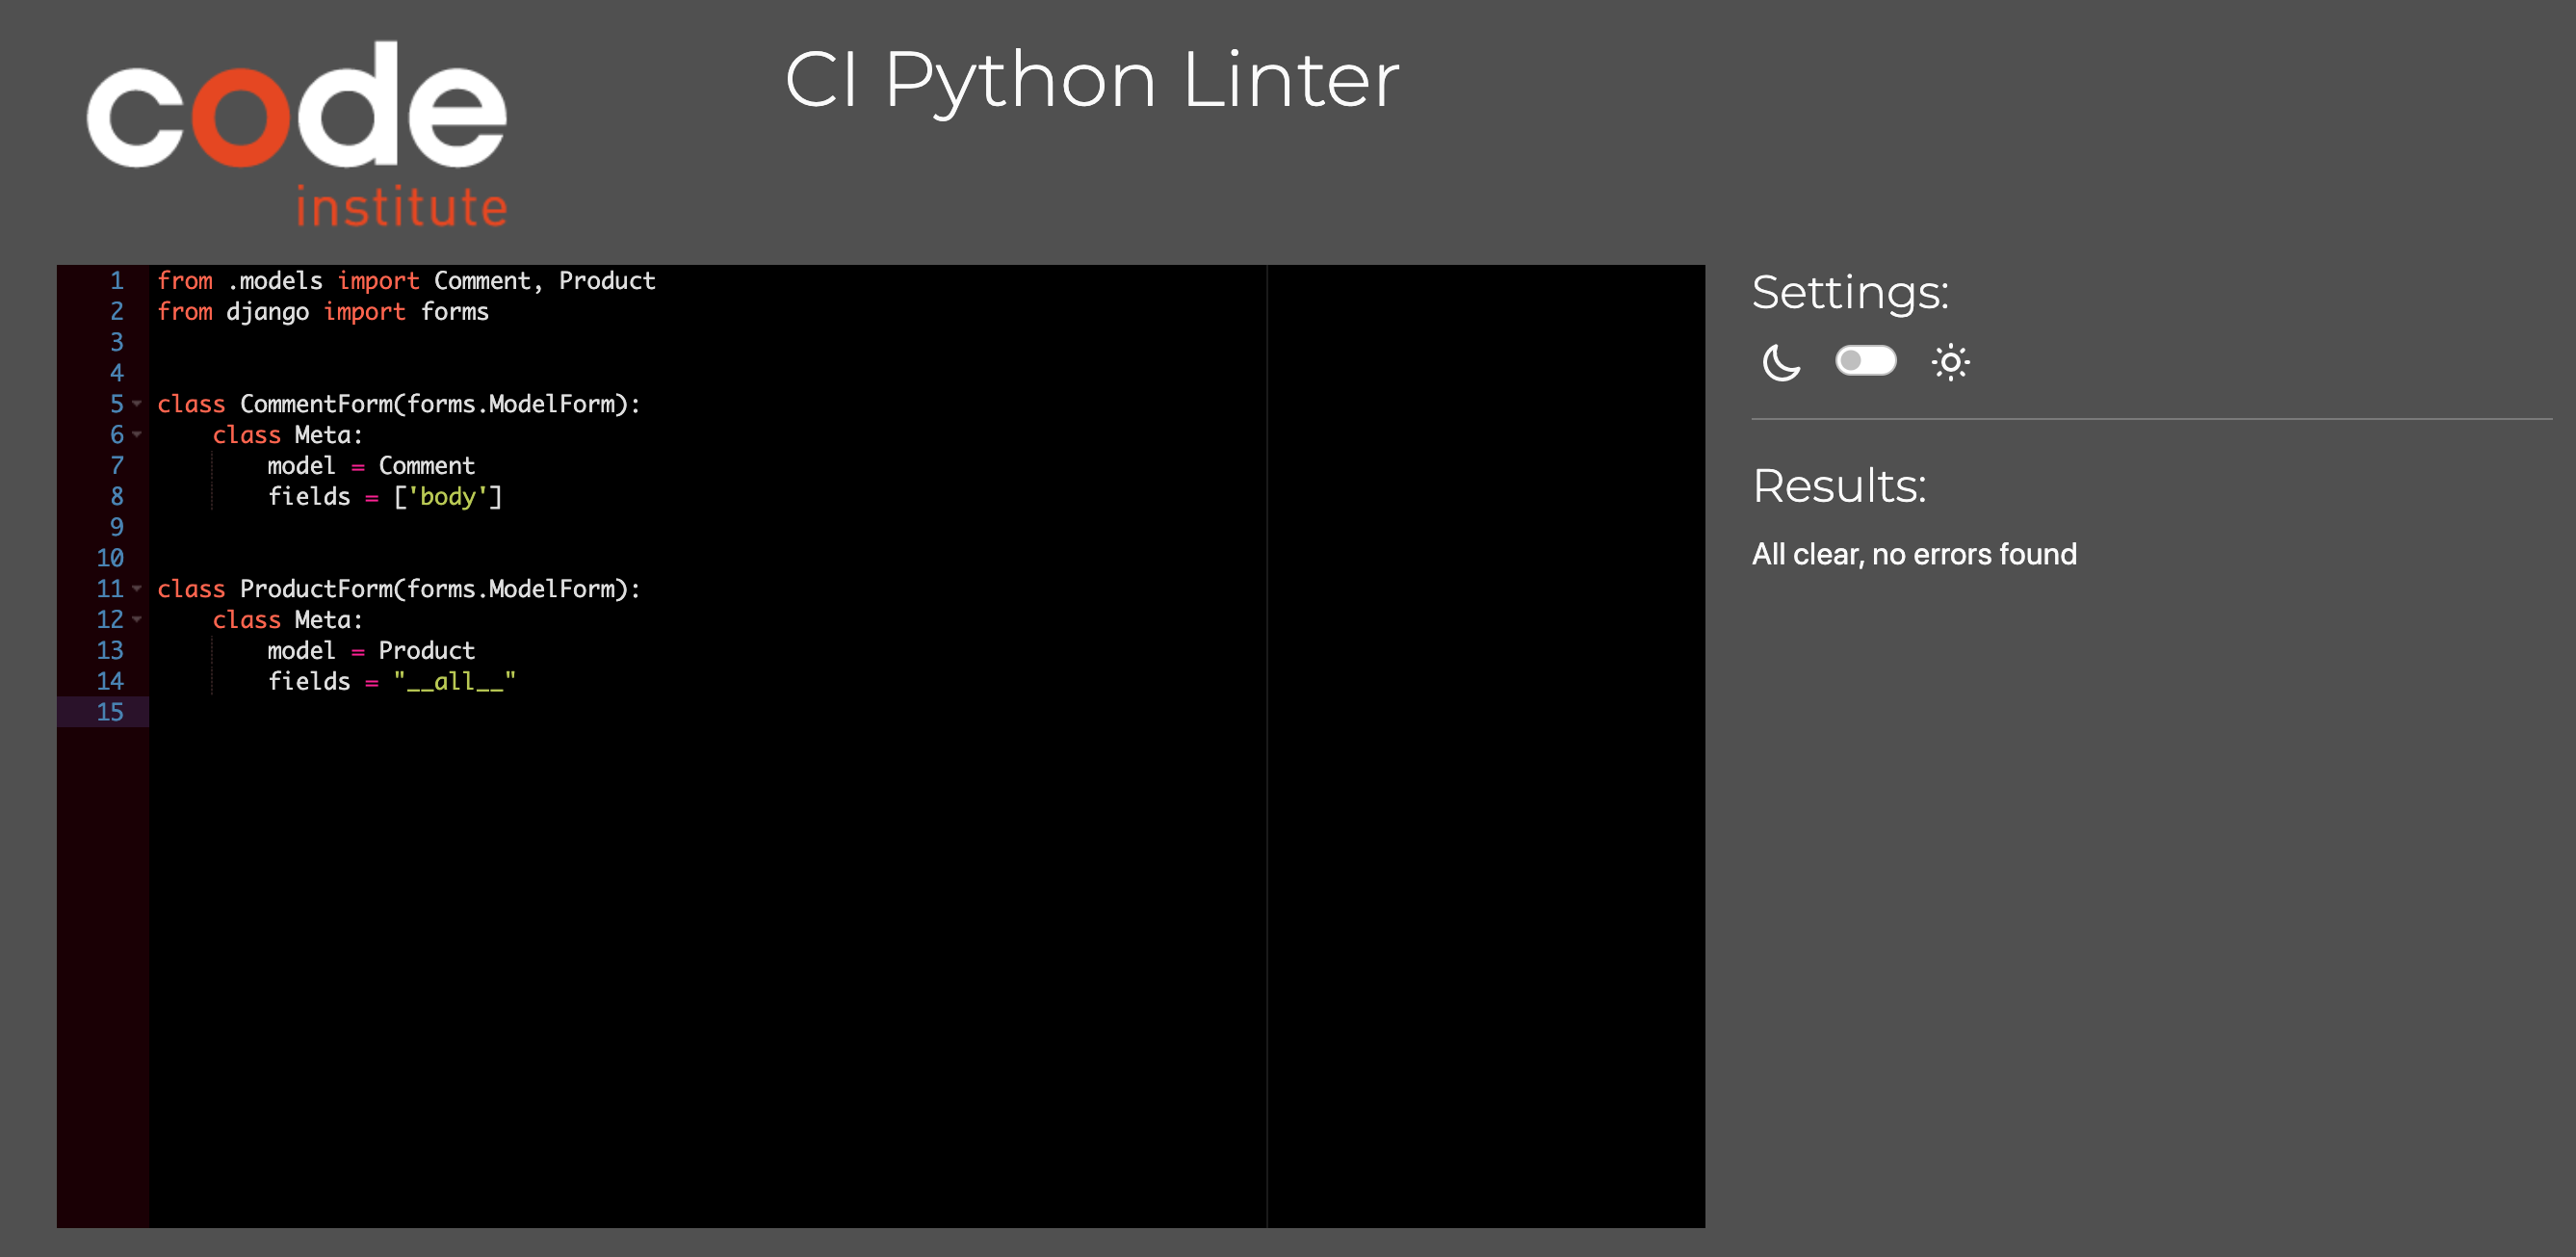 code
institute
CI Python Linter
1 from .models import Comment, Product
2 from django import forms
3
4
5 class CommentForm(forms.ModelForm):
6     class Meta:
7         model = Comment
8         fields = ['body']
9
10
11 class ProductForm(forms.ModelForm):
12     class Meta:
13         model = Product
14         fields = "__all__"
15
Settings:
Results:
All clear, no errors found